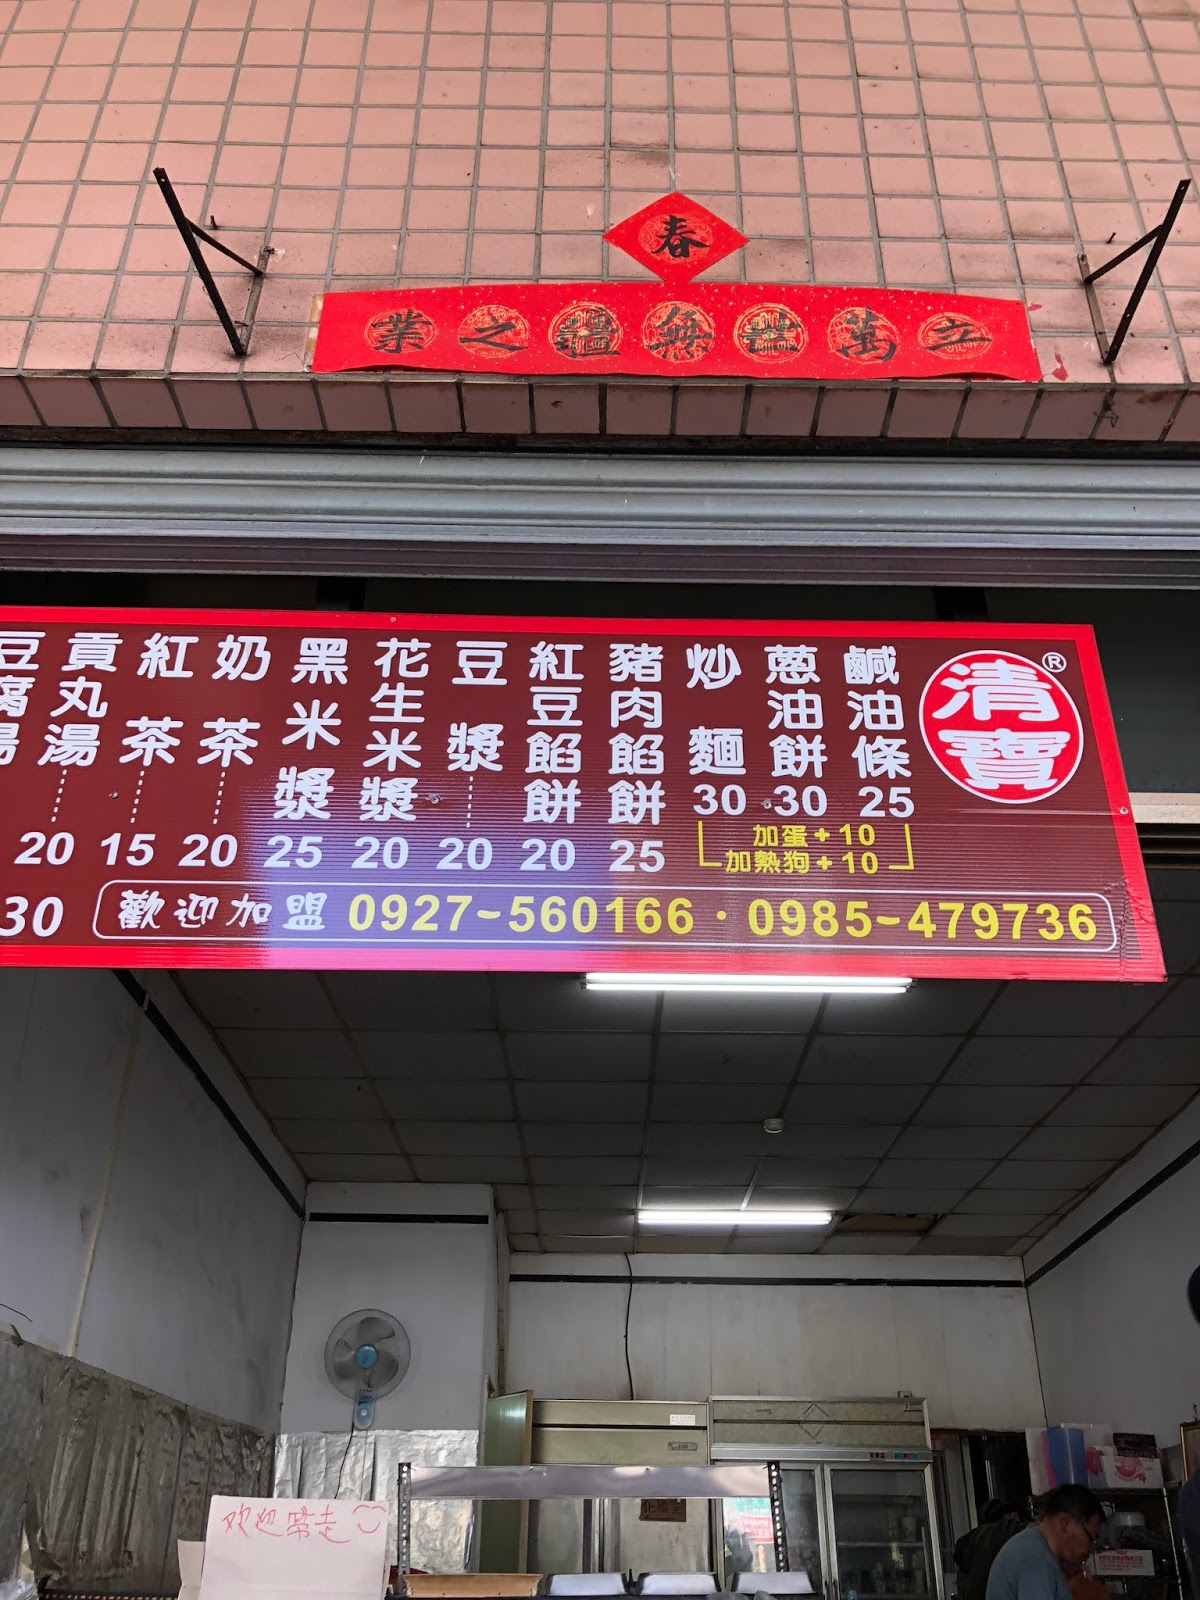 春
立萬世無疆之業
清寶®
鹹油條 25
蔥油餅 30
炒麵 30
加蛋+10
加熱狗+10
豬肉餡餅 25
紅豆餡餅 20
豆漿 20
花生米漿 20
黑米漿 25
奶茶 20
紅茶 15
貢丸湯 20
豆腐湯
30
歡迎加盟 0927-560166·0985-479736
欢迎帶走